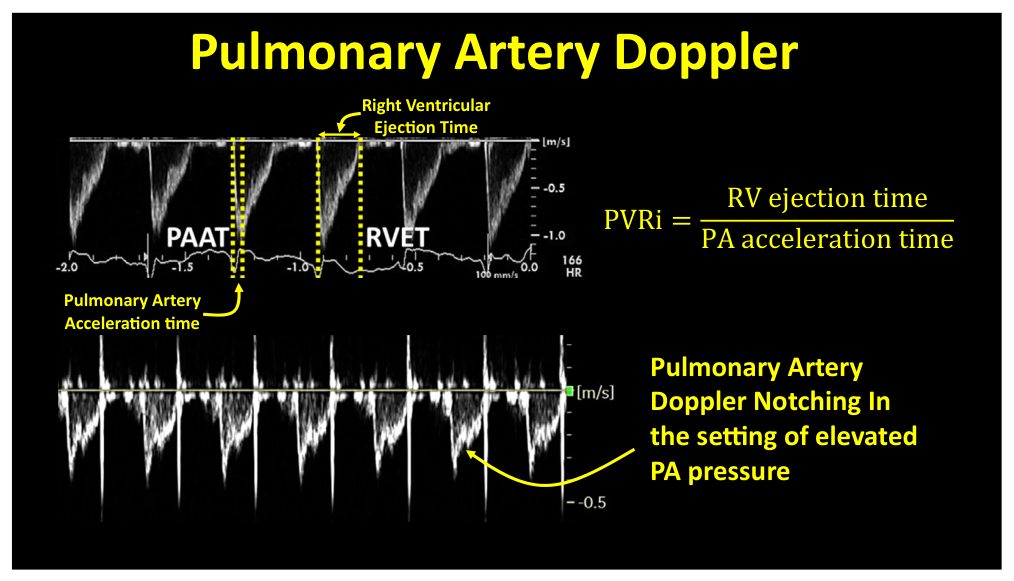 Pulmonary Artery Doppler
Right Ventricular
Ejection Time
[m/s]
-0.5
-1.0
PAAT
RVET
-2.0
-1.5
-1.0
-0.5
0.0
100 mm/s
166
HR
PVRi = RV ejection time
PA acceleration time
Pulmonary Artery
Acceleration time
[m/s]
-0.5
Pulmonary Artery
Doppler Notching In
the setting of elevated
PA pressure